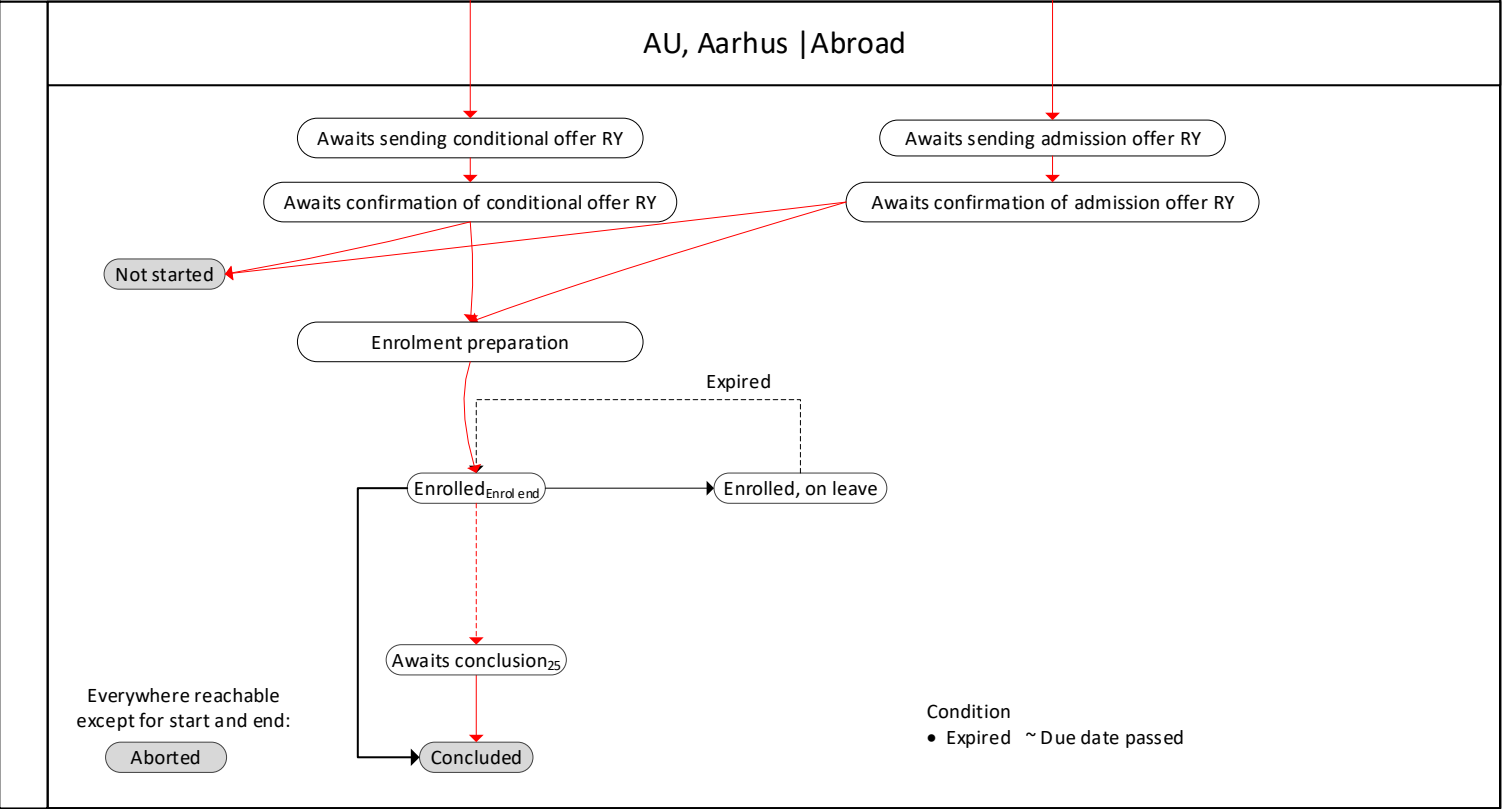 AU, Aarhus |Abroad
Awaits sending conditional offer RY
Awaits sending admission offer RY
Awaits confirmation of conditional offer RY
Awaits confirmation of admission offer RY
Not started
Enrolment preparation
Expired
Enrolled Enrol end
Enrolled, on leave
Awaits conclusion25
Everywhere reachable
except for start and end:
Aborted
Concluded
Condition
• Expired ~ Due date passed